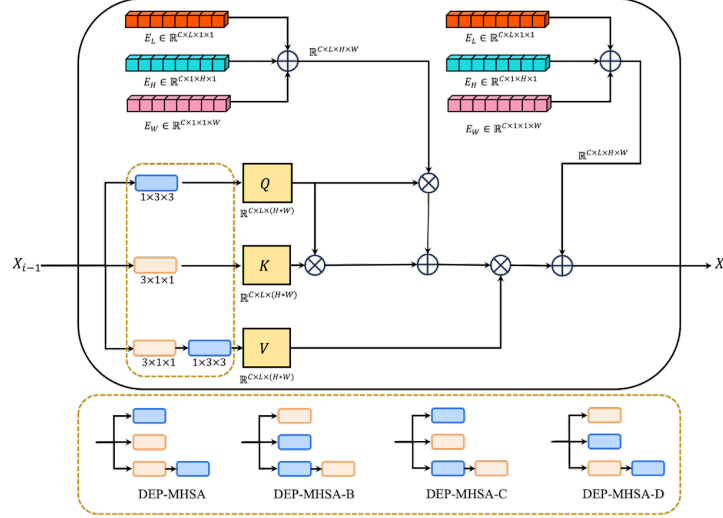 E_L ∈ ℝ^{C×L×1×1}
E_H ∈ ℝ^{C×1×H×1}
E_W ∈ ℝ^{C×1×1×W}
ℝ^{C×L×H×W}
E_L ∈ ℝ^{C×L×1×1}
E_H ∈ ℝ^{C×1×H×1}
E_W ∈ ℝ^{C×1×1×W}
ℝ^{C×L×H×W}
1×3×3
Q
ℝ^{C×L×(H*W)}
X_{i−1}
3×1×1
K
ℝ^{C×L×(H*W)}
X
3×1×1
1×3×3
V
ℝ^{C×L×(H*W)}
DEP-MHSA
DEP-MHSA-B
DEP-MHSA-C
DEP-MHSA-D